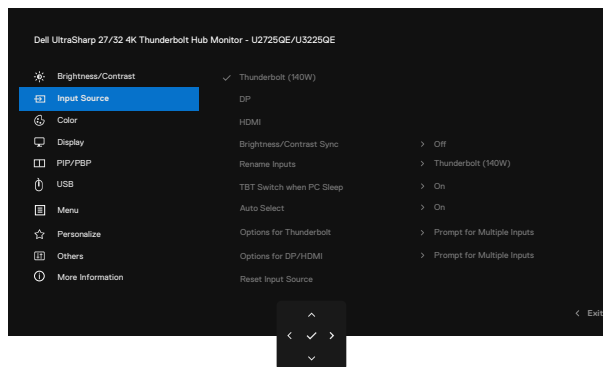 Dell UltraSharp 27/32 4K Thunderbolt Hub Monitor - U2725QE/U3225QE
Brightness/Contrast
Thunderbolt (140W)
Input Source
DP
Color
HDMI
Display
Brightness/Contrast Sync Off
PIP/PBP
Rename Inputs Thunderbolt (140W)
USB
TBT Switch when PC Sleep On
Menu
Auto Select On
Personalize
Options for Thunderbolt Prompt for Multiple Inputs
Others
Options for DP/HDMI Prompt for Multiple Inputs
More Information
Reset Input Source
Exit